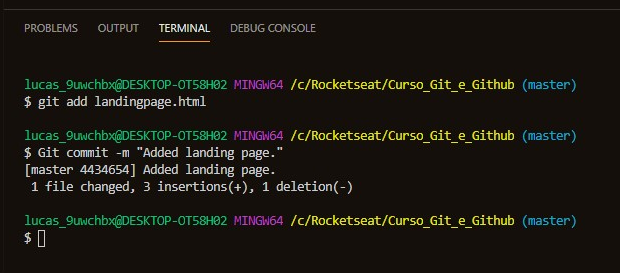 PROBLEMS OUTPUT TERMINAL DEBUG CONSOLE
lucas_9uwchbx@DESKTOP-OT58H02 MINGW64 /c/Rocketseat/Curso_Git_e_Github (master)
$ git add landingpage.html
lucas_9uwchbx@DESKTOP-OT58H02 MINGW64 /c/Rocketseat/Curso_Git_e_Github (master)
$ Git commit -m "Added landing page."
[master 4434654] Added landing page.
1 file changed, 3 insertions(+), 1 deletion(-)
lucas_9uwchbx@DESKTOP-OT58H02 MINGW64 /c/Rocketseat/Curso_Git_e_Github (master)
$